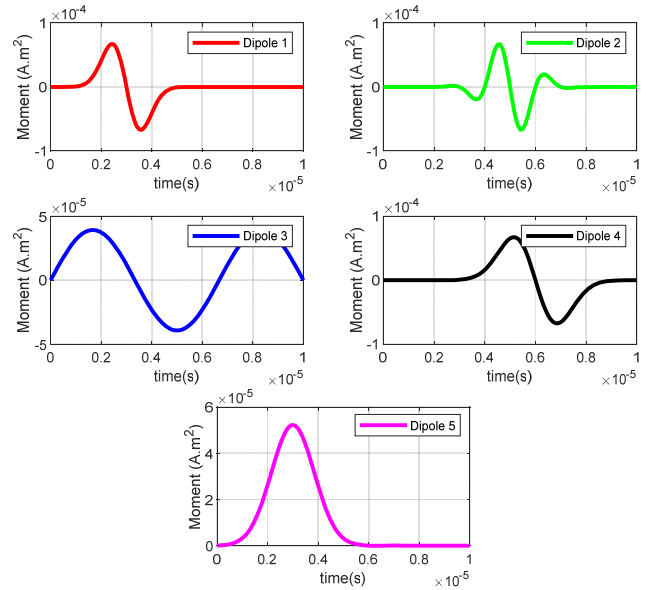 ×10⁻⁴
1
0
-1
Moment (A.m²)
Dipole 1
0 0.2 0.4 0.6 0.8 1
time(s)
×10⁻⁵
×10⁻⁴
1
0
-1
Moment (A.m²)
Dipole 2
0 0.2 0.4 0.6 0.8 1
time(s)
×10⁻⁵
×10⁻⁵
5
0
-5
Moment (A.m²)
Dipole 3
0 0.2 0.4 0.6 0.8 1
time(s)
×10⁻⁵
×10⁻⁴
1
0
-1
Moment (A.m²)
Dipole 4
0 0.2 0.4 0.6 0.8 1
time(s)
×10⁻⁵
×10⁻⁵
6
4
2
0
Moment (A.m²)
Dipole 5
0 0.2 0.4 0.6 0.8 1
time(s)
×10⁻⁵